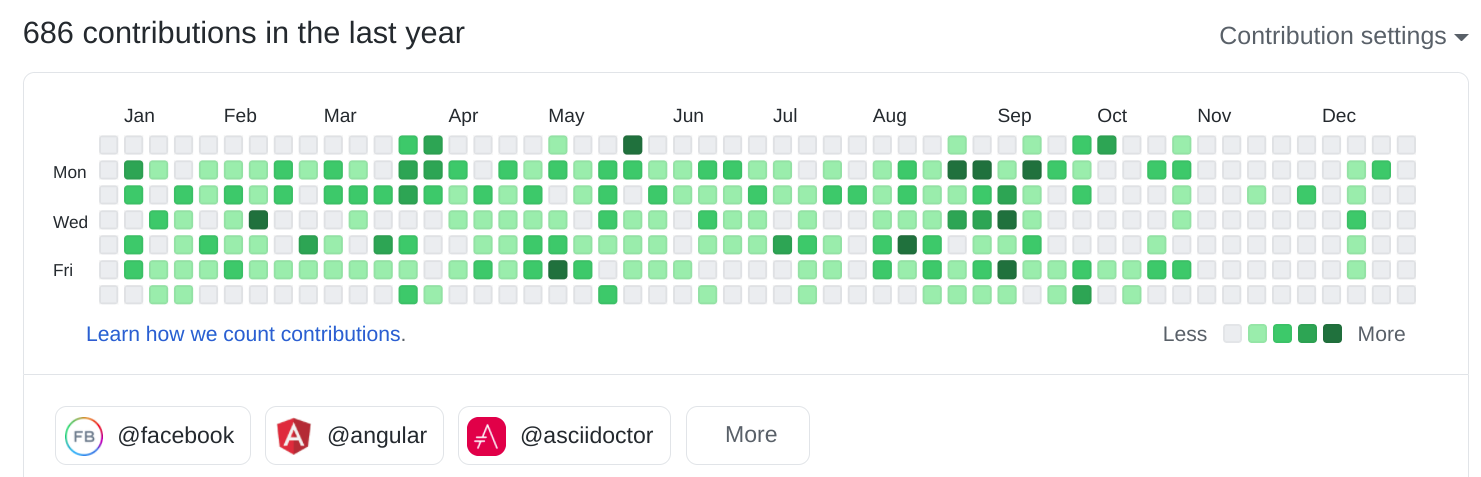 686 contributions in the last year
Contribution settings
Jan Feb Mar Apr May Jun Jul Aug Sep Oct Nov Dec
Mon
Wed
Fri
Learn how we count contributions.
Less More
FB @facebook A @angular @asciidoctor More